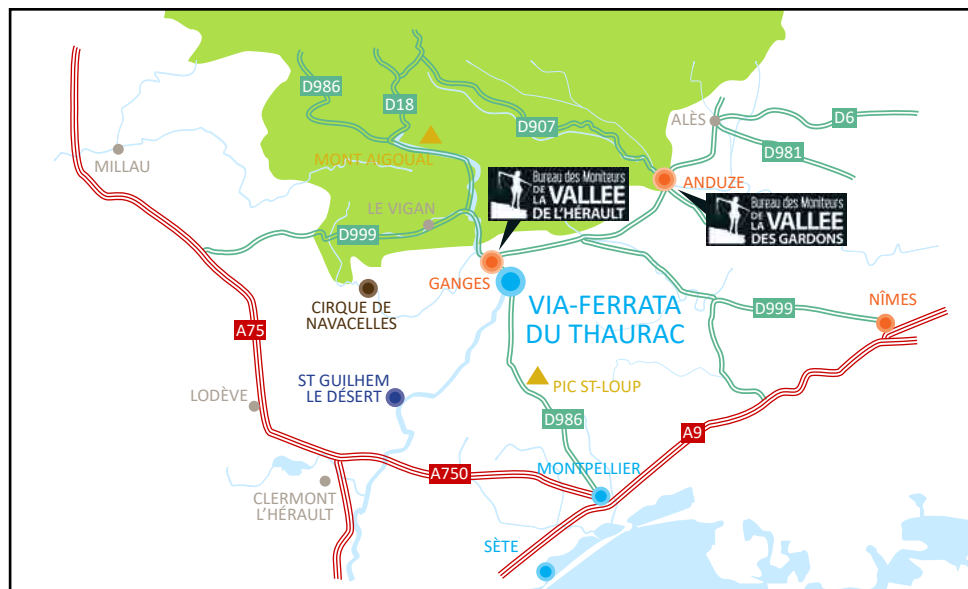 D986
D18
D907
ALÈS
D6
D981
MILLAU
MONT-AIGOUAL
Bureau des Moniteurs
DE LA VALLEE
DE L'HÉRAULT
ANDUZE
Bureau des Moniteurs
DE LA VALLEE
DES GARDONS
LE VIGAN
D999
GANGES
CIRQUE DE
NAVACELLES
VIA-FERRATA
DU THAURAC
D999
NÎMES
A75
ST GUILHEM
LE DÉSERT
PIC ST-LOUP
LODÈVE
D986
A9
A750
MONTPELLIER
CLERMONT
L'HÉRAULT
SÈTE